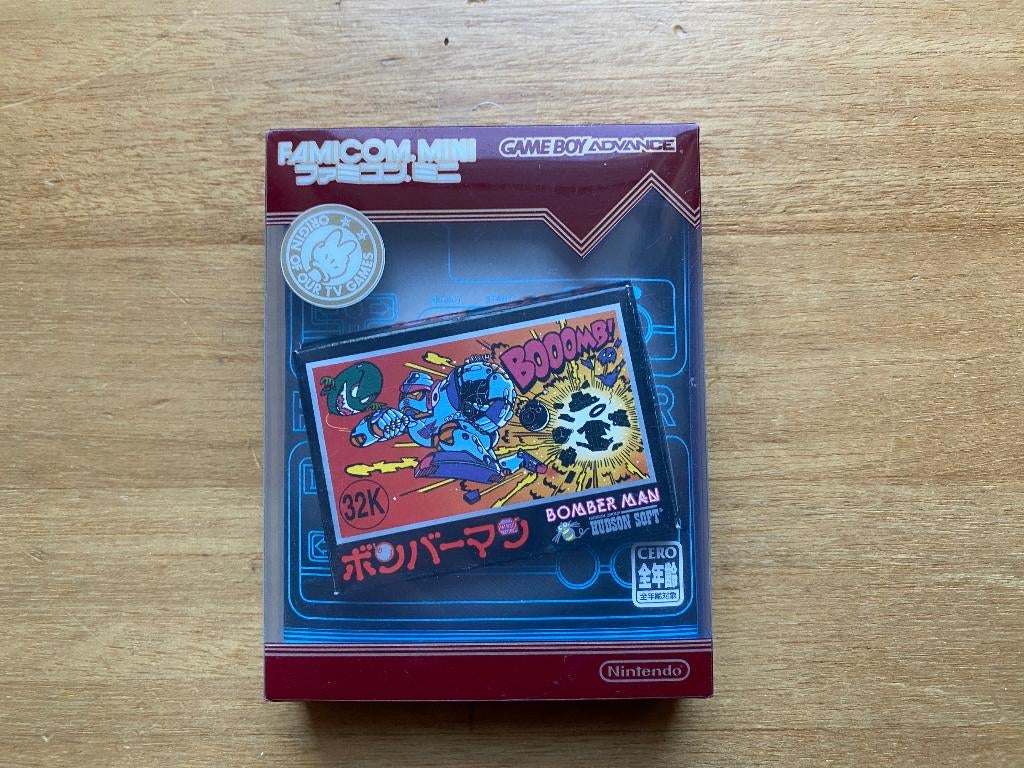 FAMICOM MINI
ファミコン ミニ
GAME BOY ADVANCE
ORIGIN OF OUR TV GAMES
BOOOMB!
32K
ボンバーマン
BOMBER MAN
HUDSON SOFT
CERO
全年齢
全年齢対象
Nintendo